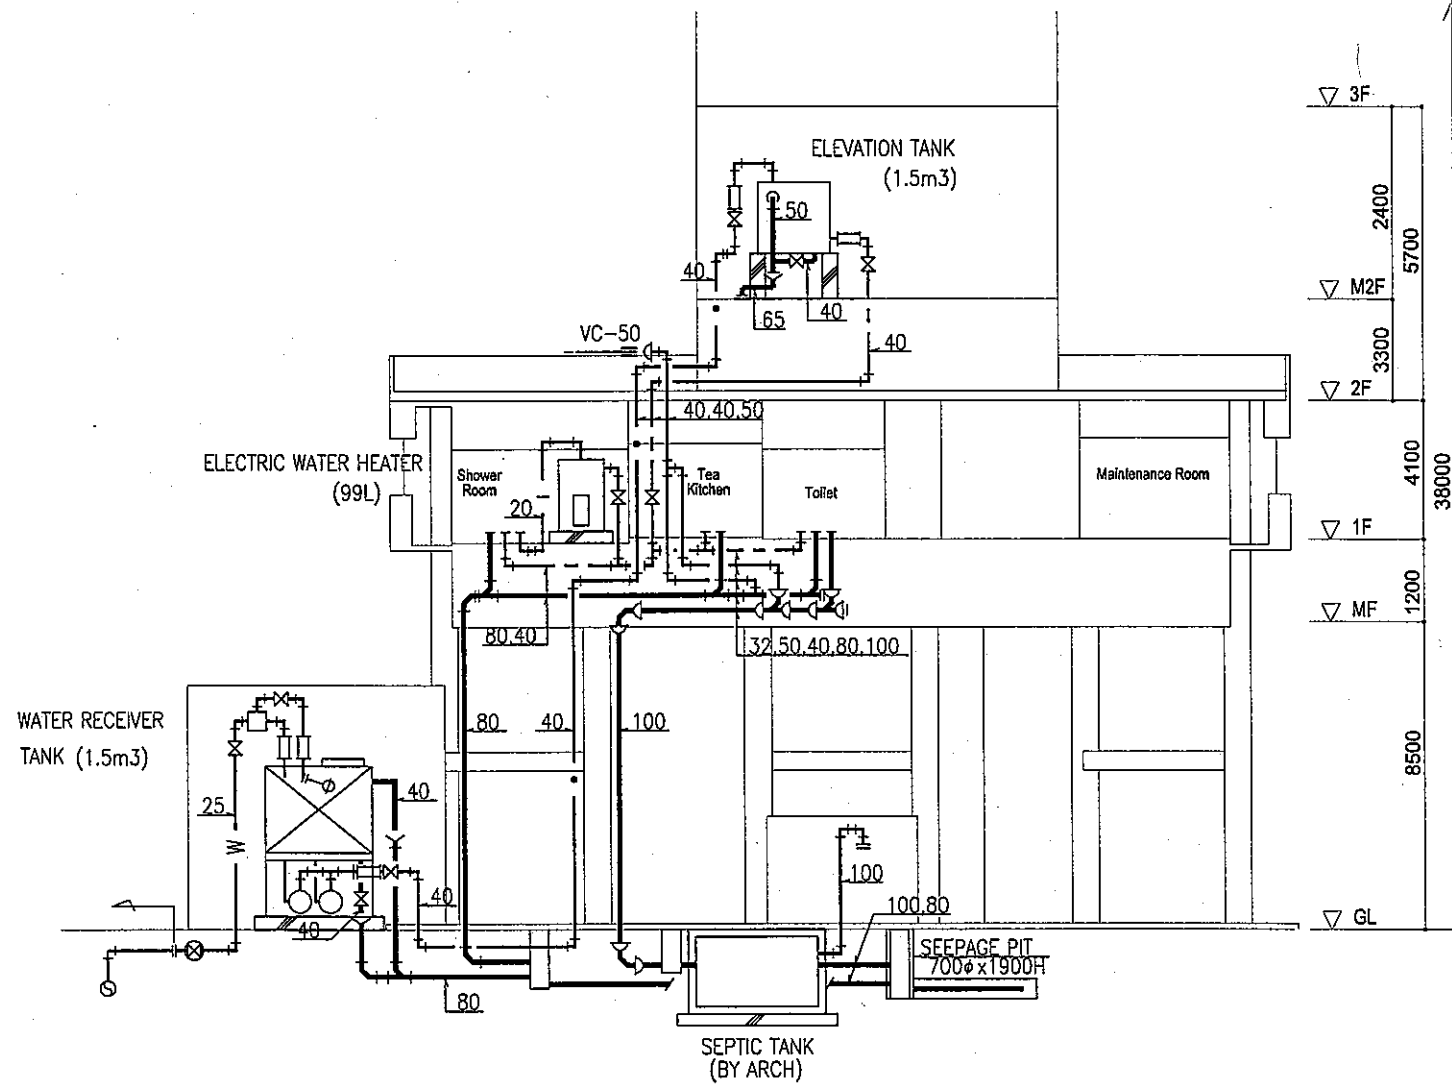 3F
ELEVATION TANK
(1.5m3)
50
2400
5700
40
M2F
65
40
VC-50
40
3300
2F
40,40,50
ELECTRIC WATER HEATER
(99L)
Shower
Room
Tea
Kitchen
Toilet
Maintenance Room
4100
38000
20
1F
1200
MF
80,40
32,50,40,80,100
WATER RECEIVER
TANK (1.5m3)
80
40
100
8500
25
40
W
100
40
100,80
40
GL
SEEPAGE PIT
700ϕx1900H
80
SEPTIC TANK
(BY ARCH)